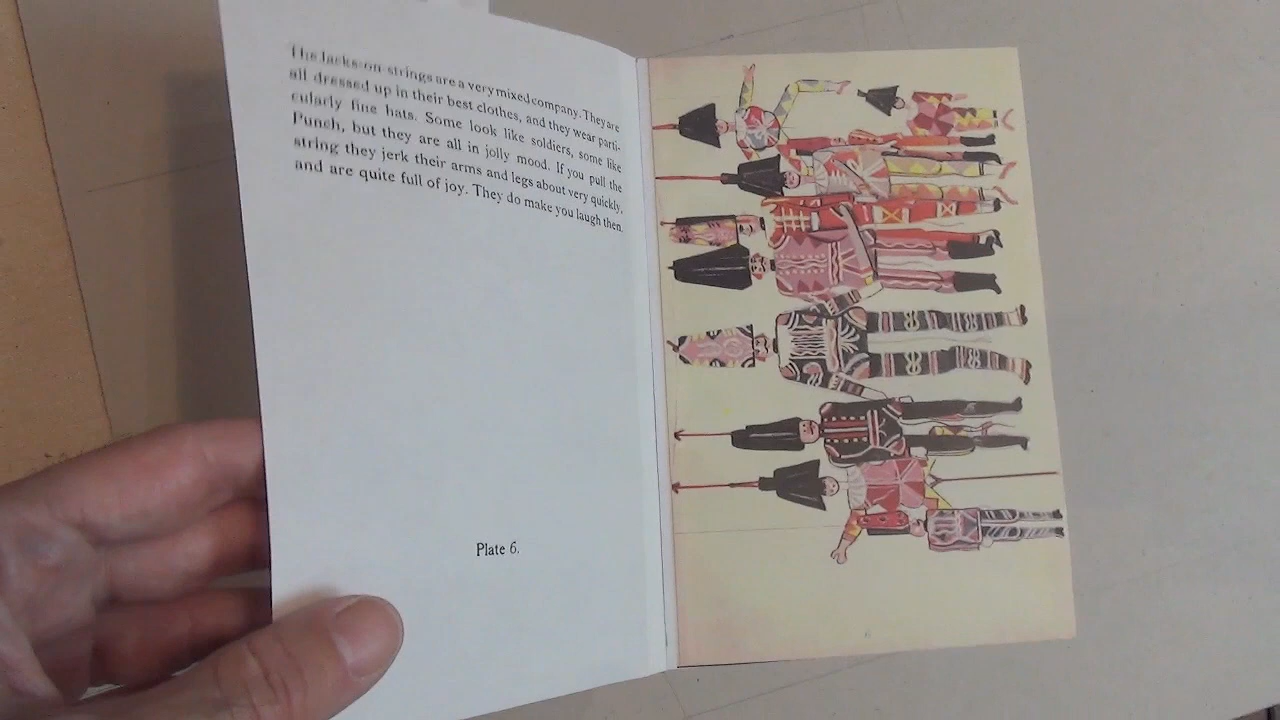 The Jacks-on-strings are a very mixed company. They are
all dressed up in their best clothes, and they wear parti-
cularly fine hats. Some look like soldiers, some like
Punch, but they are all in jolly mood. If you pull the
string they jerk their arms and legs about very quickly,
and are quite full of joy. They do make you laugh then.
Plate 6.
6